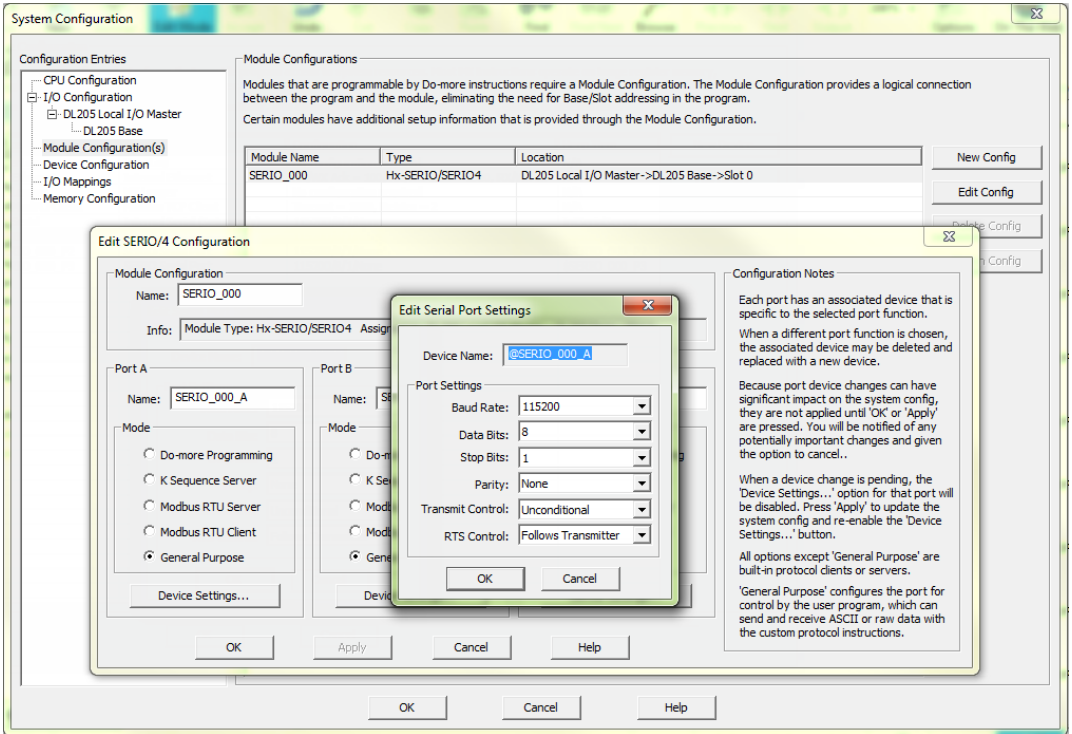 System Configuration
Configuration Entries
CPU Configuration
I/O Configuration
DL205 Local I/O Master
DL205 Base
Module Configuration(s)
Device Configuration
I/O Mappings
Memory Configuration
Module Configurations
Modules that are programmable by Do-more instructions require a Module Configuration. The Module Configuration provides a logical connection
between the program and the module, eliminating the need for Base/Slot addressing in the program.
Certain modules have additional setup information that is provided through the Module Configuration.
Module Name Type Location
SERIO_000 Hx-SERIO/SERIO4 DL205 Local I/O Master->DL205 Base->Slot 0
New Config
Edit Config
Config
Config
Edit SERIO/4 Configuration
Module Configuration
Name: SERIO_000
Info: Module Type: Hx-SERIO/SERIO4 Assign
Port A
Name: SERIO_000_A
Mode
Do-more Programming
K Sequence Server
Modbus RTU Server
Modbus RTU Client
General Purpose
Device Settings...
Port B
Name: SE
Mode
Do-m
K Se
Modb
Modb
Gene
Devic
Edit Serial Port Settings
Device Name: @SERIO_000_A
Port Settings
Baud Rate: 115200
Data Bits: 8
Stop Bits: 1
Parity: None
Transmit Control: Unconditional
RTS Control: Follows Transmitter
OK Cancel
Configuration Notes
Each port has an associated device that is
specific to the selected port function.
When a different port function is chosen,
the associated device may be deleted and
replaced with a new device.
Because port device changes can have
significant impact on the system config,
they are not applied until 'OK' or 'Apply'
are pressed. You will be notified of any
potentially important changes and given
the option to cancel..
When a device change is pending, the
'Device Settings...' option for that port will
be disabled. Press 'Apply' to update the
system config and re-enable the 'Device
Settings...' button.
All options except 'General Purpose' are
built-in protocol clients or servers.
'General Purpose' configures the port for
control by the user program, which can
send and receive ASCII or raw data with
the custom protocol instructions.
OK Apply Cancel Help
OK Cancel Help